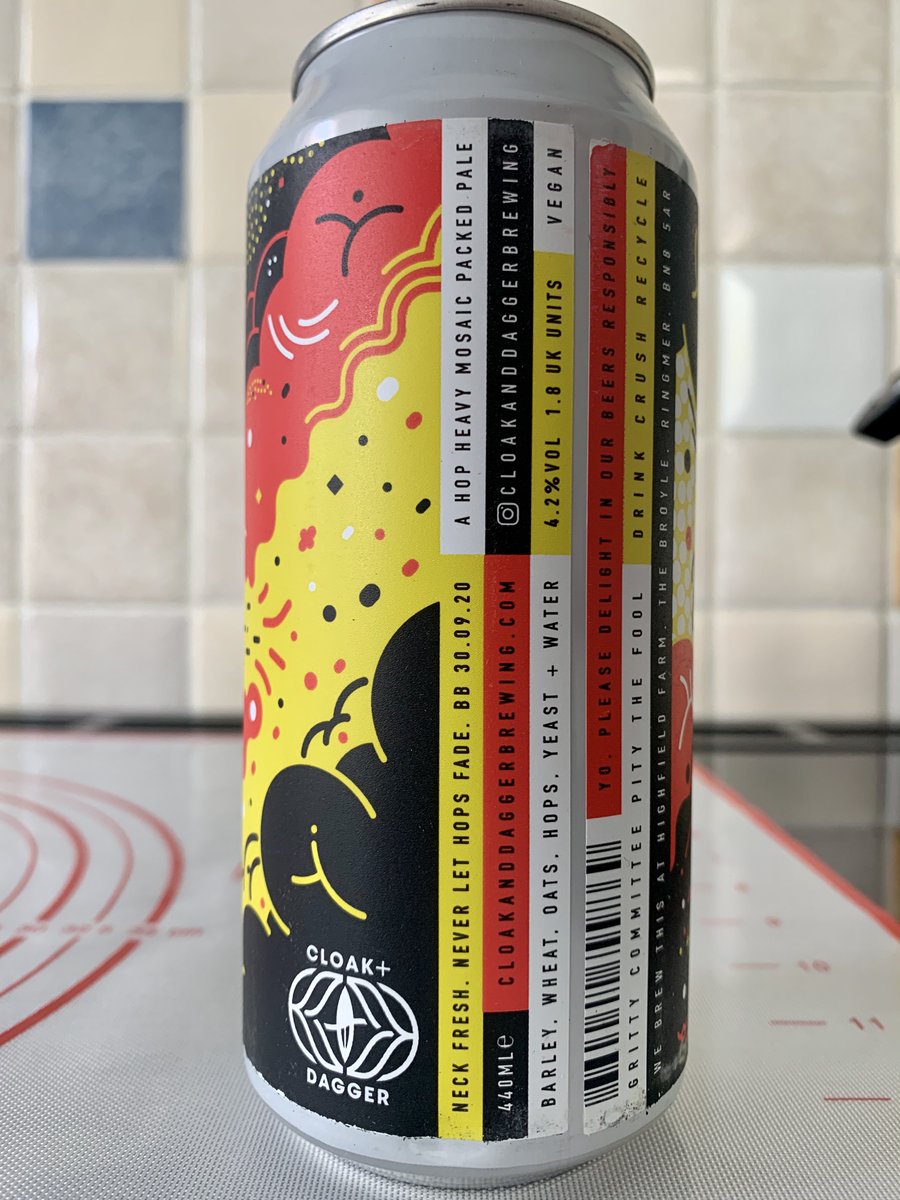 CLOAK+
DAGGER
NECK FRESH. NEVER LET HOPS FADE. BB 30.09.20
A HOP HEAVY MOSAIC PACKED PALE
440MLe
CLOAKANDDAGGERBREWING.COM
@CLOAKANDDAGGERBREWING
BARLEY, WHEAT, OATS, HOPS, YEAST + WATER
4.2%VOL 1.8 UK UNITS
VEGAN
YO. PLEASE DELIGHT IN OUR BEERS RESPONSIBLY
GRITTY COMMITTEE PITY THE FOOL
DRINK CRUSH RECYCLE
WE BREW THIS AT HIGHFIELD FARM. THE BROYLE. RINGMER. BN8 5AR
10
11